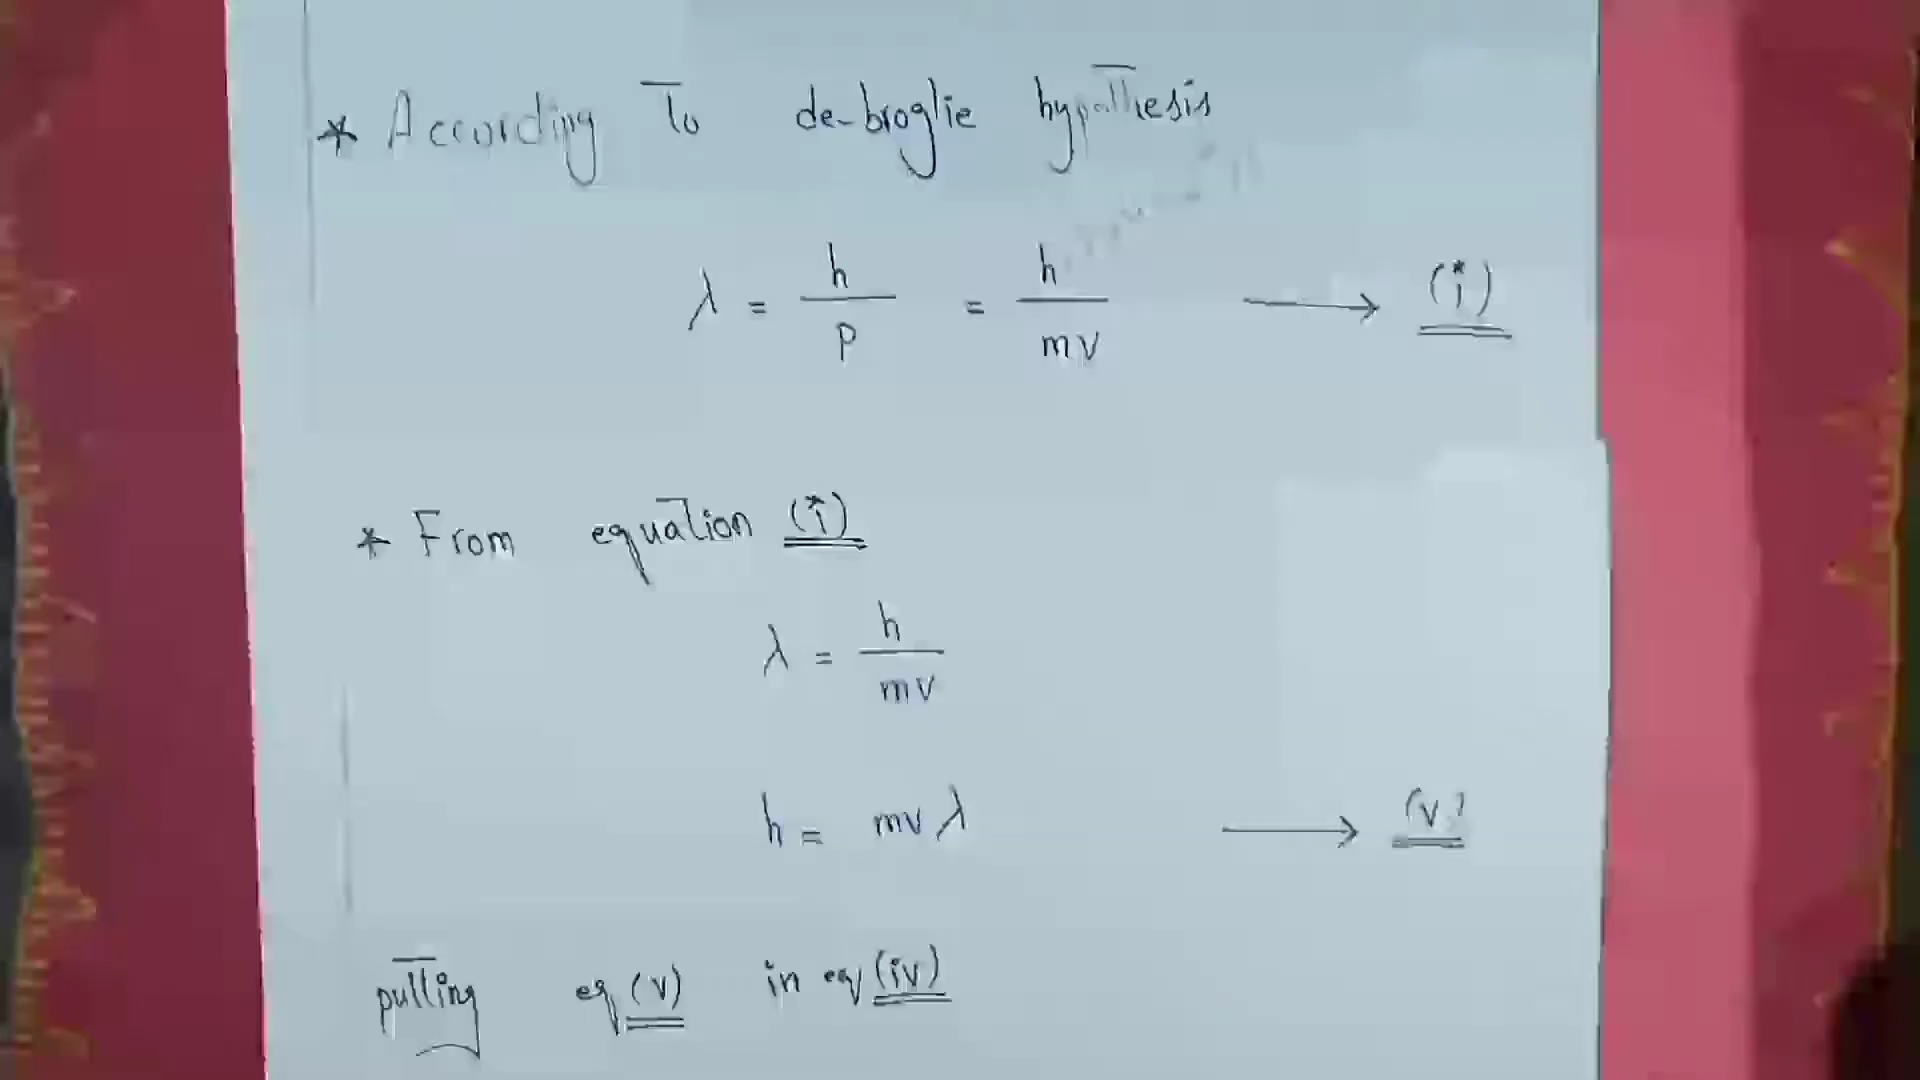 * According To de-broglie hypothesis
λ = h/p = h/mv ⟶ (i)
* From equation (i)
λ = h/mv
h = mvλ ⟶ (v)
putting eq (v) in eq (iv)